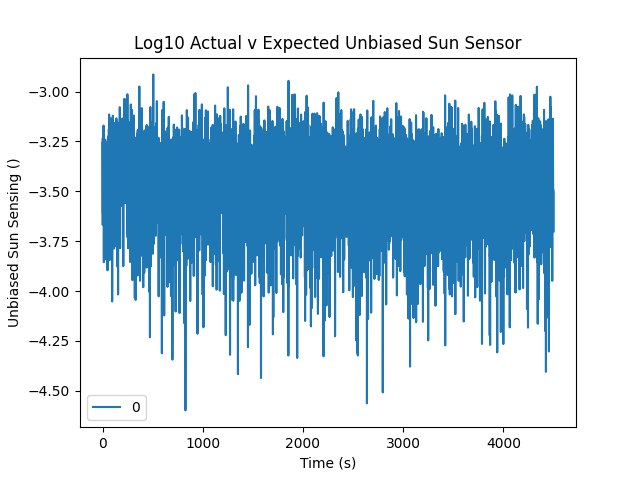 Log10 Actual v Expected Unbiased Sun Sensor
−3.00
−3.25
−3.50
−3.75
−4.00
−4.25
−4.50
Unbiased Sun Sensing ()
0
0 1000 2000 3000 4000
Time (s)